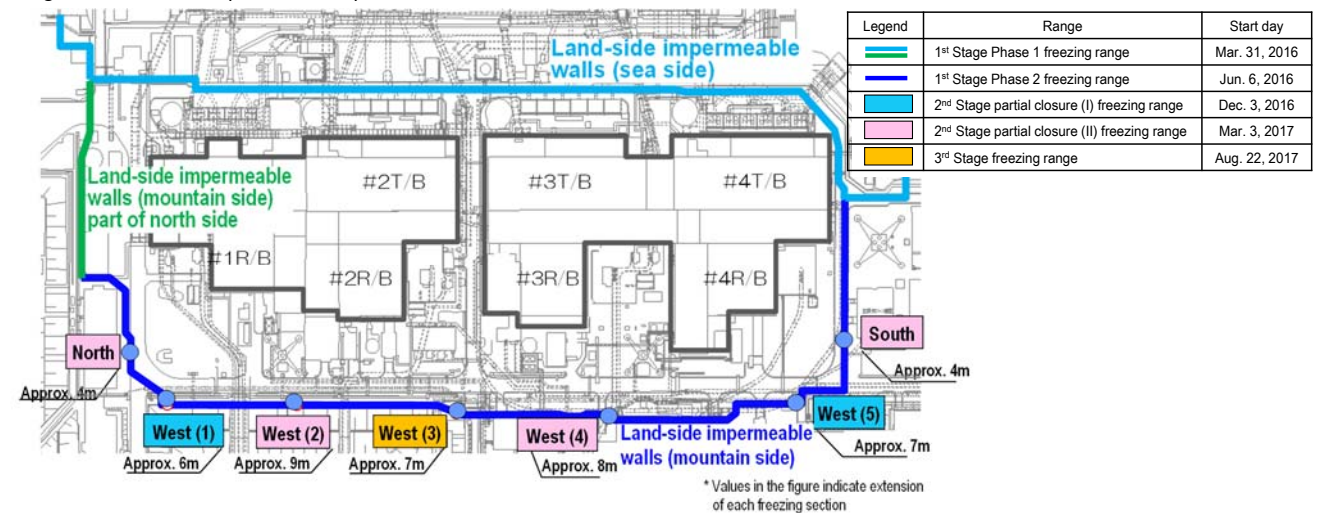 Legend Range Start day
1st Stage Phase 1 freezing range Mar. 31, 2016
1st Stage Phase 2 freezing range Jun. 6, 2016
2nd Stage partial closure (I) freezing range Dec. 3, 2016
2nd Stage partial closure (II) freezing range Mar. 3, 2017
3rd Stage freezing range Aug. 22, 2017
Land-side impermeable
walls (sea side)
Land-side impermeable
walls (mountain side)
part of north side
#2T/B
#3T/B
#4T/B
#1R/B
#2R/B
#3R/B
#4R/B
North
Approx. 4m
South
Approx. 4m
West (1)
Approx. 6m
West (2)
Approx. 9m
West (3)
Approx. 7m
West (4)
Approx. 8m
West (5)
Approx. 7m
Land-side impermeable
walls (mountain side)
* Values in the figure indicate extension
of each freezing section